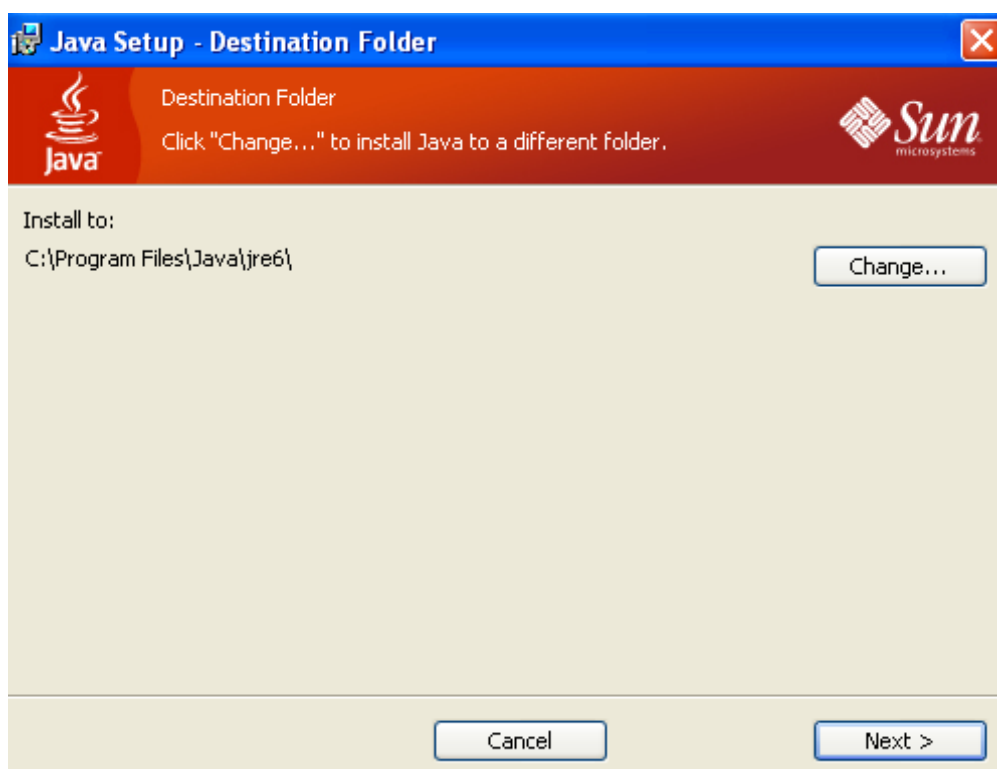 Java Setup - Destination Folder
Java
Destination Folder
Click "Change..." to install Java to a different folder.
Sun
microsystems
Install to:
C:\Program Files\Java\jre6\
Change...
Cancel
Next >